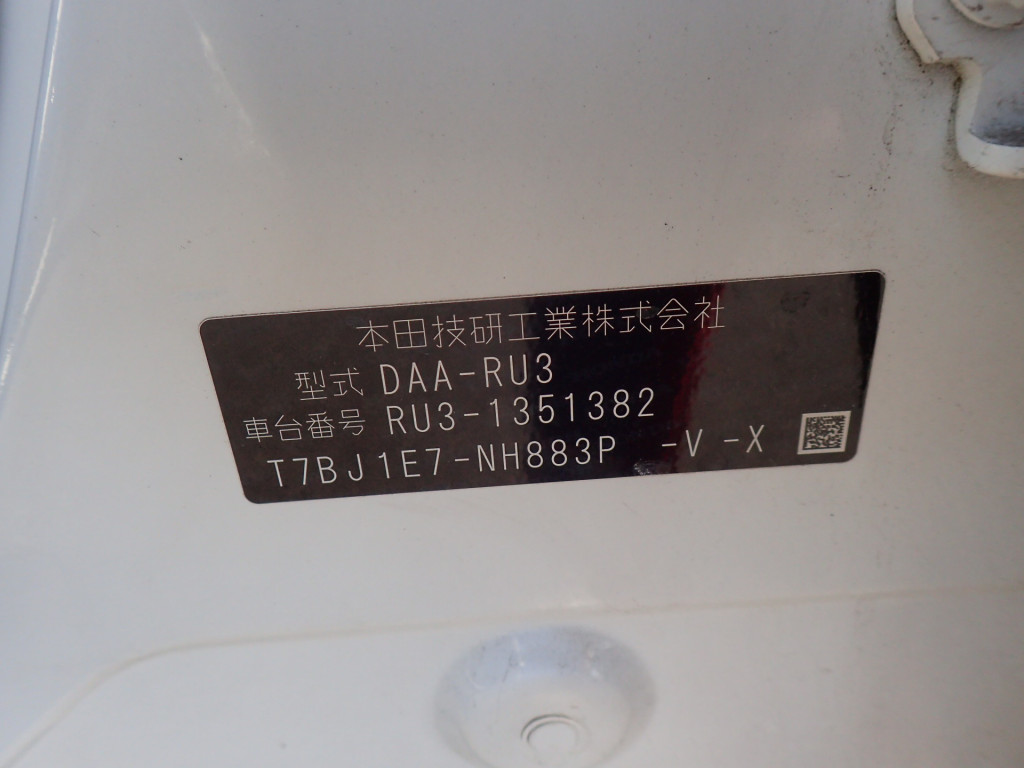 本田技研工業株式会社
型式 DAA-RU3
車台番号 RU3-1351382
T7BJ1E7-NH883P -V -X